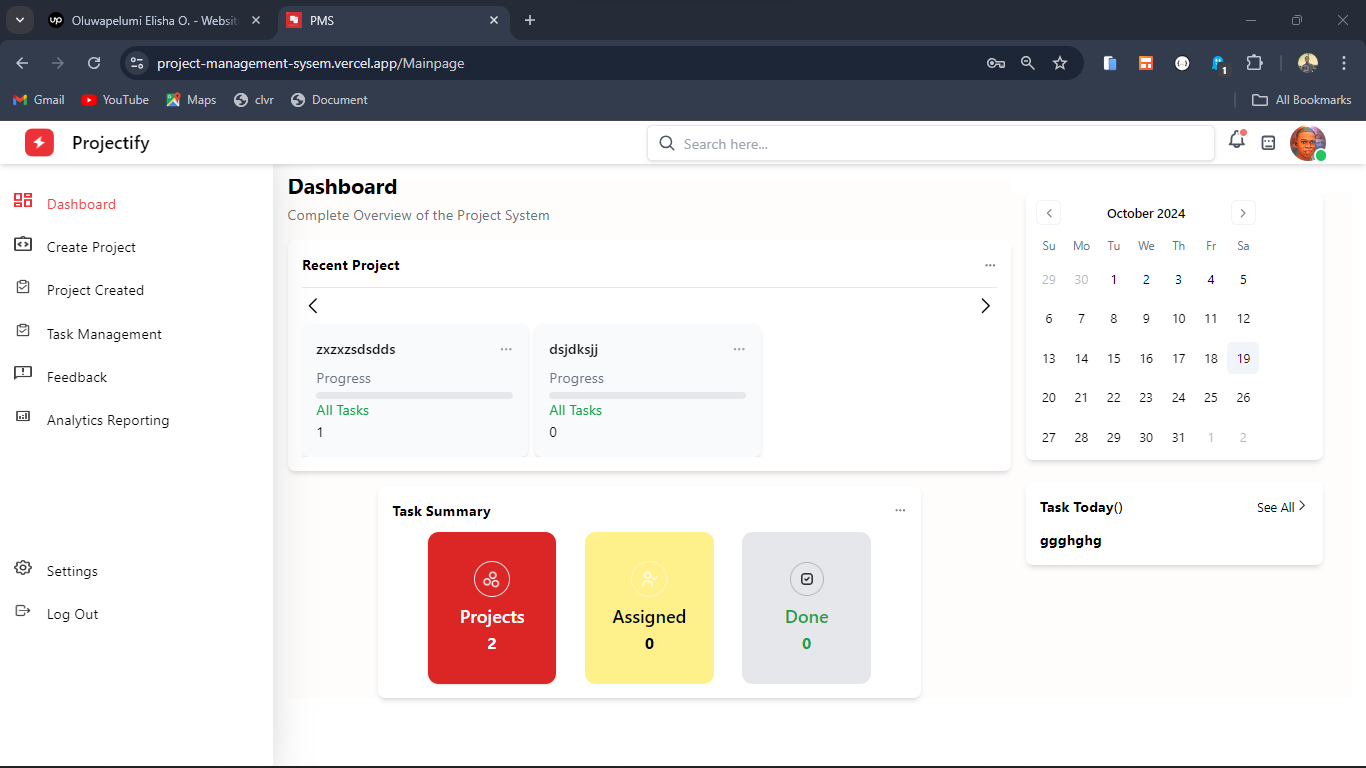 up Oluwapelumi Elisha O. - Websit
PMS
project-management-sysem.vercel.app/Mainpage
1
Gmail
YouTube
Maps
clvr
Document
All Bookmarks
Projectify
Search here...
Dashboard
Create Project
Project Created
Task Management
Feedback
Analytics Reporting
Settings
Log Out
Dashboard
Complete Overview of the Project System
Recent Project ...
zxzxzsdsdds ...
Progress
All Tasks
1
dsjdksjj ...
Progress
All Tasks
0
Task Summary ...
Projects
2
Assigned
0
Done
0
October 2024
Su Mo Tu We Th Fr Sa
29 30 1 2 3 4 5
6 7 8 9 10 11 12
13 14 15 16 17 18 19
20 21 22 23 24 25 26
27 28 29 30 31 1 2
Task Today() See All
ggghghg